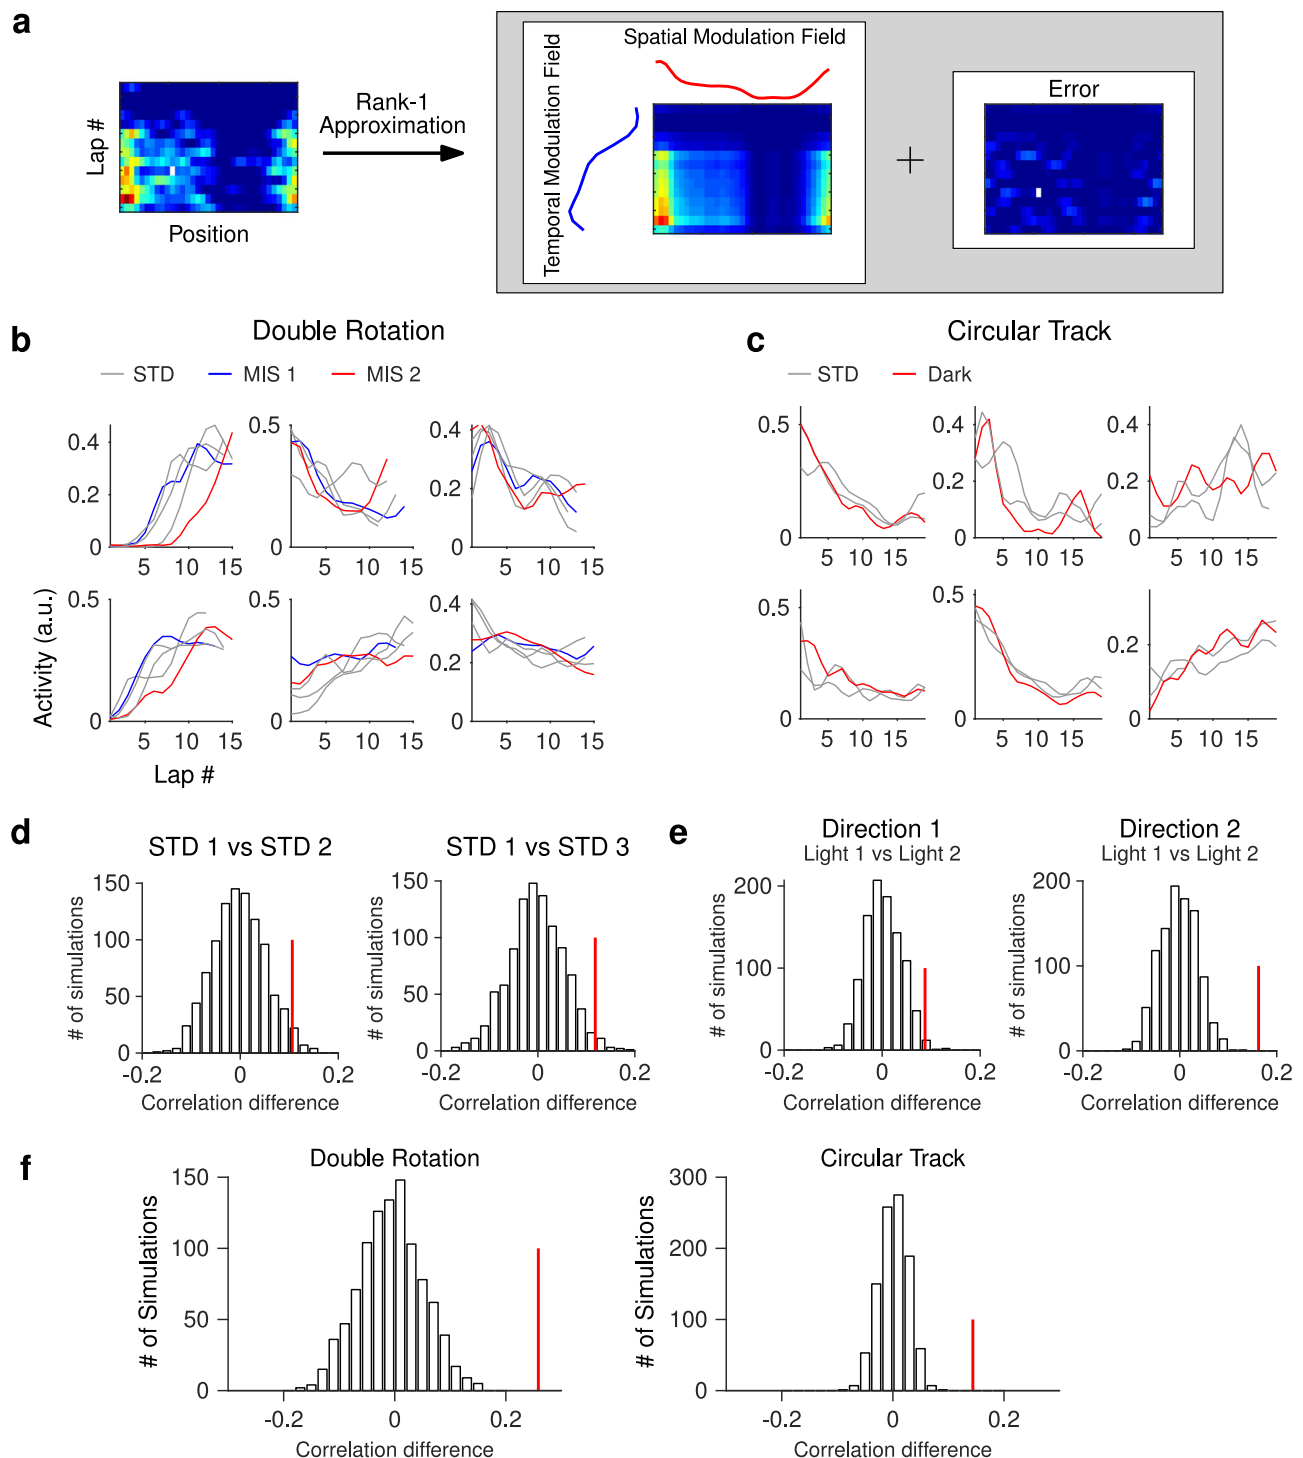 a
Lap #
Position
Rank-1
Approximation
Spatial Modulation Field
Temporal Modulation Field
+
Error
b
Double Rotation
STD
MIS 1
MIS 2
0.4
0.2
0
5
10
15
0.5
0
5
10
15
0.4
0.2
0
5
10
15
0.5
0
5
10
15
0.5
0
5
10
15
0.4
0.2
0
5
10
15
Activity (a.u.)
Lap #
c
Circular Track
STD
Dark
0.5
0
5
10
15
0.4
0.2
0
5
10
15
0.4
0.2
0
5
10
15
0.5
0
5
10
15
0.5
0
5
10
15
0.2
0
5
10
15
d
STD 1 vs STD 2
# of simulations
150
100
50
0
-0.2
0
0.2
Correlation difference
STD 1 vs STD 3
# of simulations
150
100
50
0
-0.2
0
0.2
Correlation difference
e
Direction 1
Light 1 vs Light 2
# of simulations
200
100
0
-0.2
0
0.2
Correlation difference
Direction 2
Light 1 vs Light 2
# of simulations
200
100
0
-0.2
0
0.2
Correlation difference
f
Double Rotation
# of Simulations
150
100
50
0
-0.2
0
0.2
Correlation difference
Circular Track
# of Simulations
300
200
100
0
-0.2
0
0.2
Correlation difference